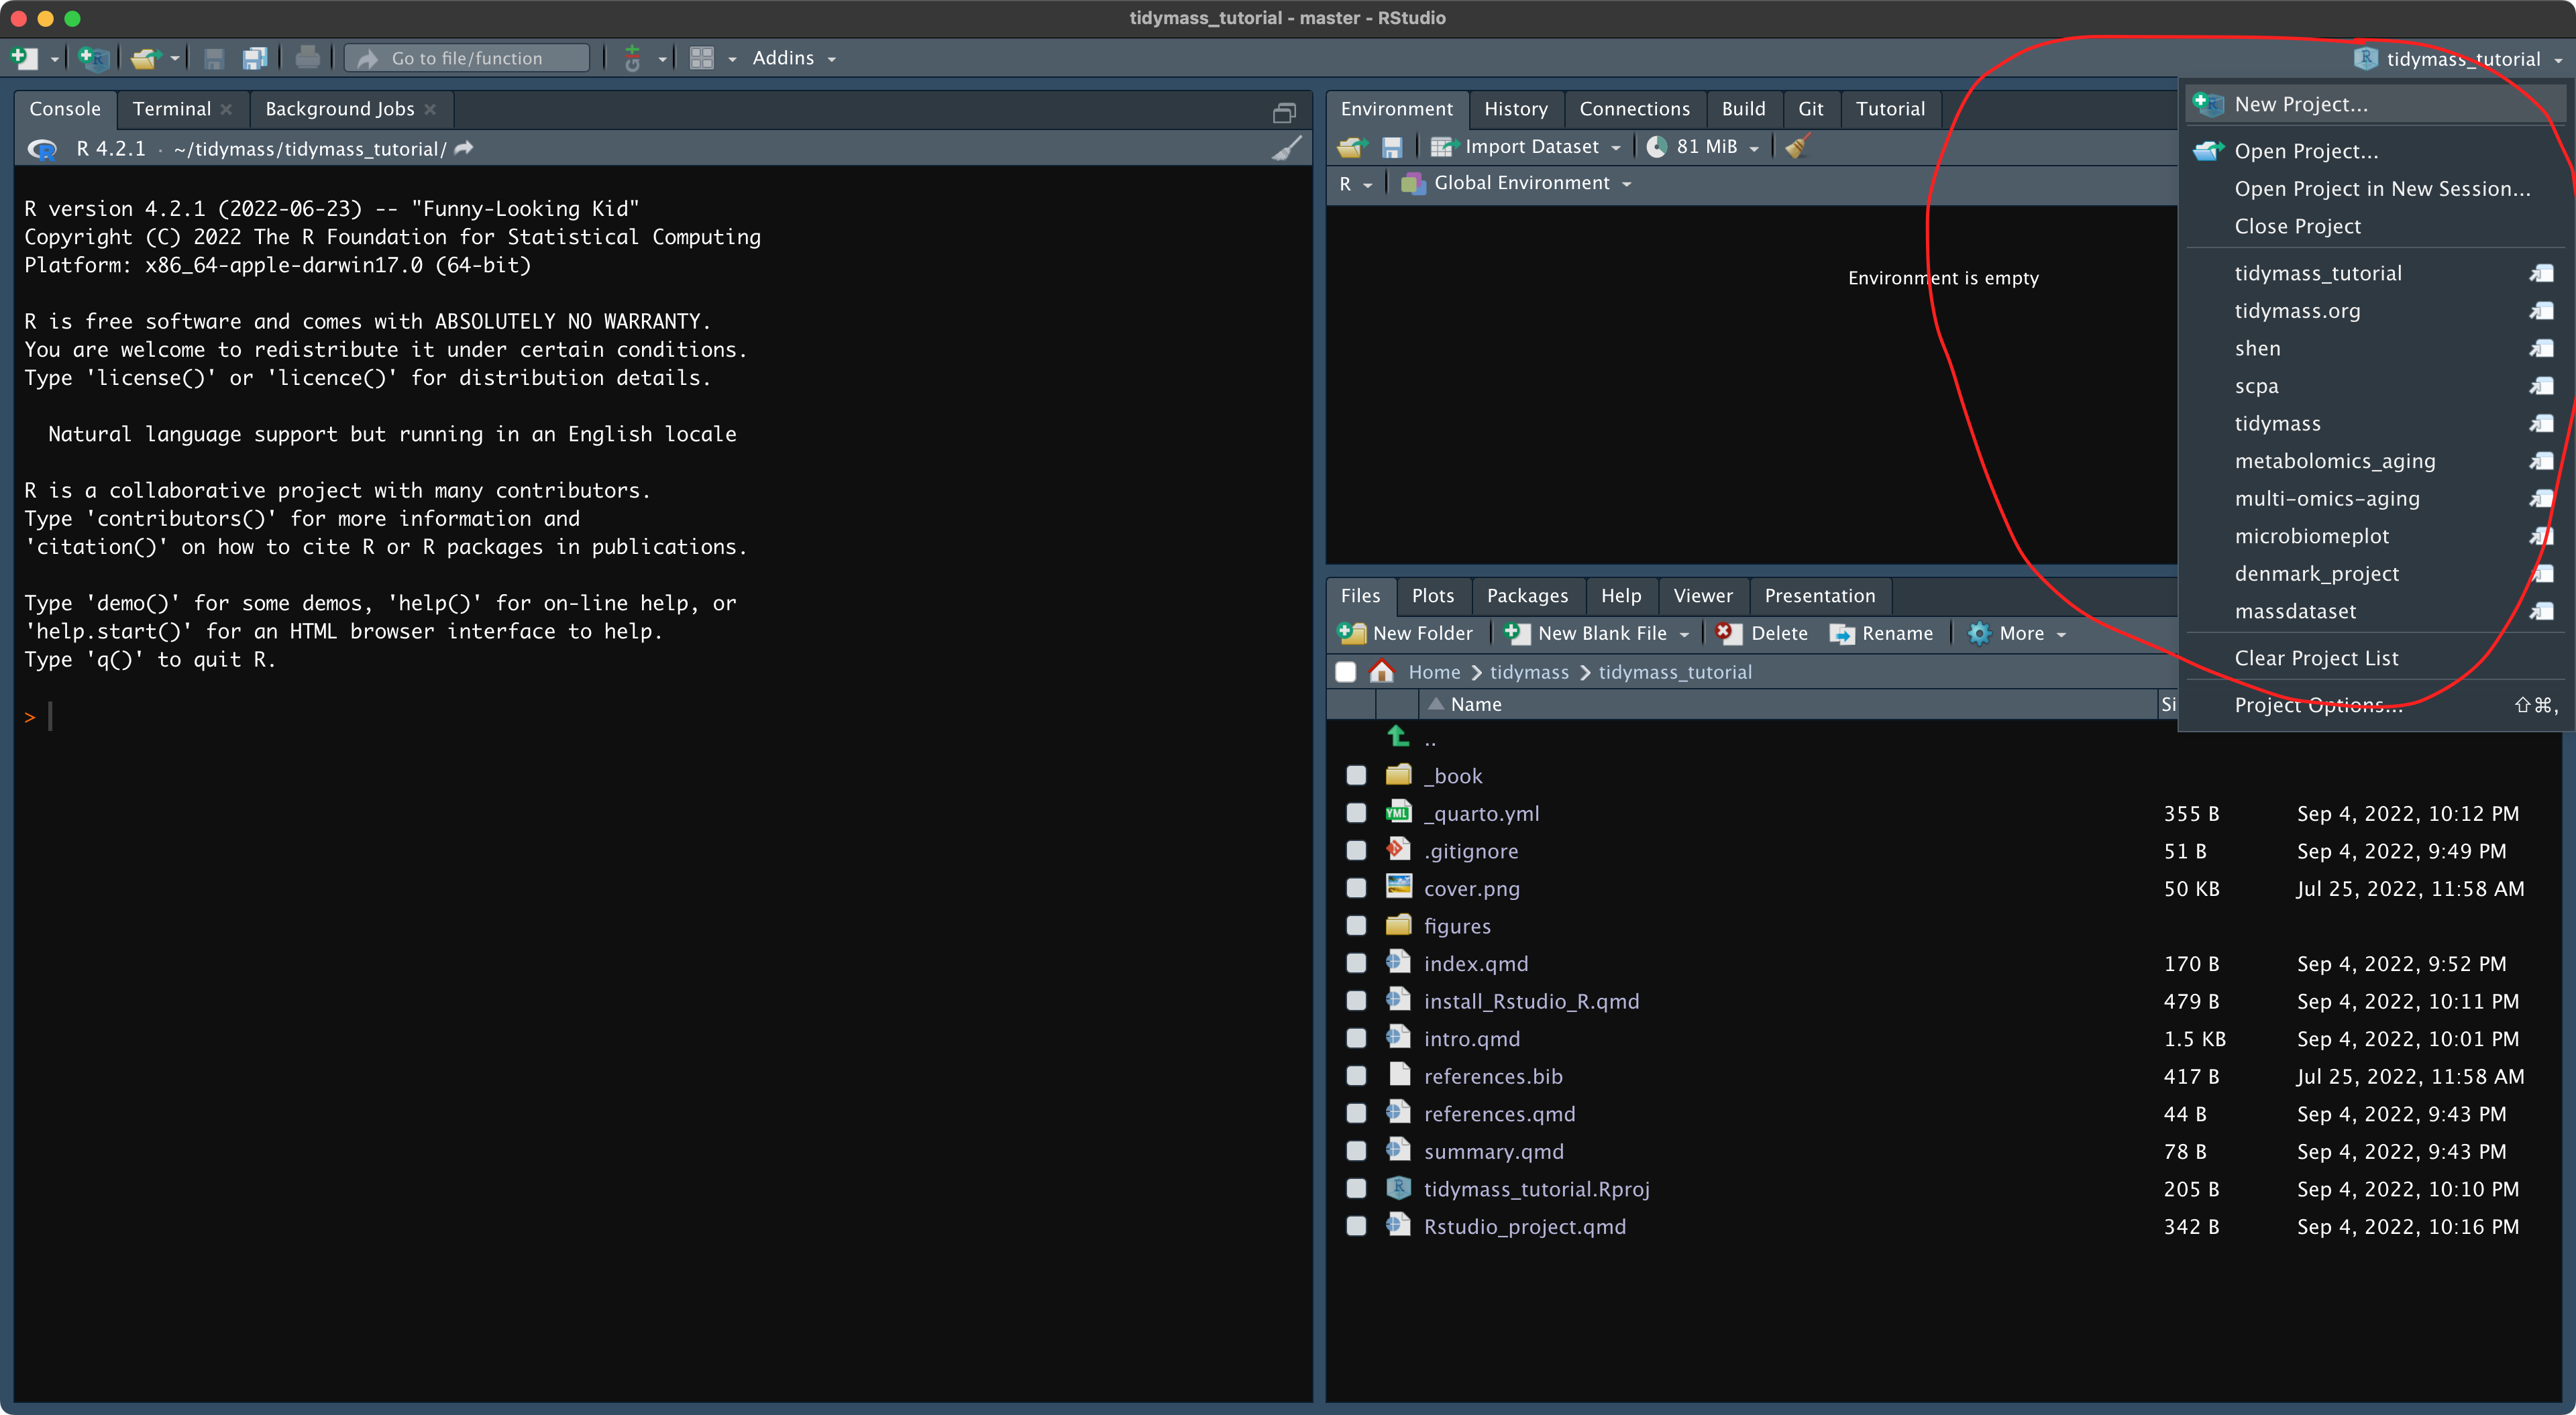 tidymass_tutorial - master - RStudio
Go to file/function
Git
Addins
tidymass_tutorial
Console Terminal Background Jobs
R 4.2.1 · ~/tidymass/tidymass_tutorial/
R version 4.2.1 (2022-06-23) -- "Funny-Looking Kid"
Copyright (C) 2022 The R Foundation for Statistical Computing
Platform: x86_64-apple-darwin17.0 (64-bit)
R is free software and comes with ABSOLUTELY NO WARRANTY.
You are welcome to redistribute it under certain conditions.
Type 'license()' or 'licence()' for distribution details.
Natural language support but running in an English locale
R is a collaborative project with many contributors.
Type 'contributors()' for more information and
'citation()' on how to cite R or R packages in publications.
Type 'demo()' for some demos, 'help()' for on-line help, or
'help.start()' for an HTML browser interface to help.
Type 'q()' to quit R.
>
Environment History Connections Build Git Tutorial
Import Dataset 81 MiB
R Global Environment
Environment is empty
New Project...
Open Project...
Open Project in New Session...
Close Project
tidymass_tutorial
tidymass.org
shen
scpa
tidymass
metabolomics_aging
multi-omics-aging
microbiomeplot
denmark_project
massdataset
Clear Project List
Project Options... ⇧⌘,
Files Plots Packages Help Viewer Presentation
New Folder New Blank File Delete Rename More
Home tidymass tidymass_tutorial
Name Si
..
_book
_quarto.yml 355 B Sep 4, 2022, 10:12 PM
.gitignore 51 B Sep 4, 2022, 9:49 PM
cover.png 50 KB Jul 25, 2022, 11:58 AM
figures
index.qmd 170 B Sep 4, 2022, 9:52 PM
install_Rstudio_R.qmd 479 B Sep 4, 2022, 10:11 PM
intro.qmd 1.5 KB Sep 4, 2022, 10:01 PM
references.bib 417 B Jul 25, 2022, 11:58 AM
references.qmd 44 B Sep 4, 2022, 9:43 PM
summary.qmd 78 B Sep 4, 2022, 9:43 PM
tidymass_tutorial.Rproj 205 B Sep 4, 2022, 10:10 PM
Rstudio_project.qmd 342 B Sep 4, 2022, 10:16 PM